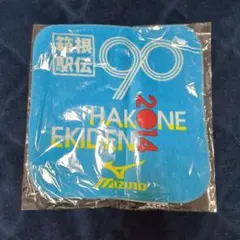 箱根
駅伝
90
HAKONE
EKIDEN
2014
MIZUNO